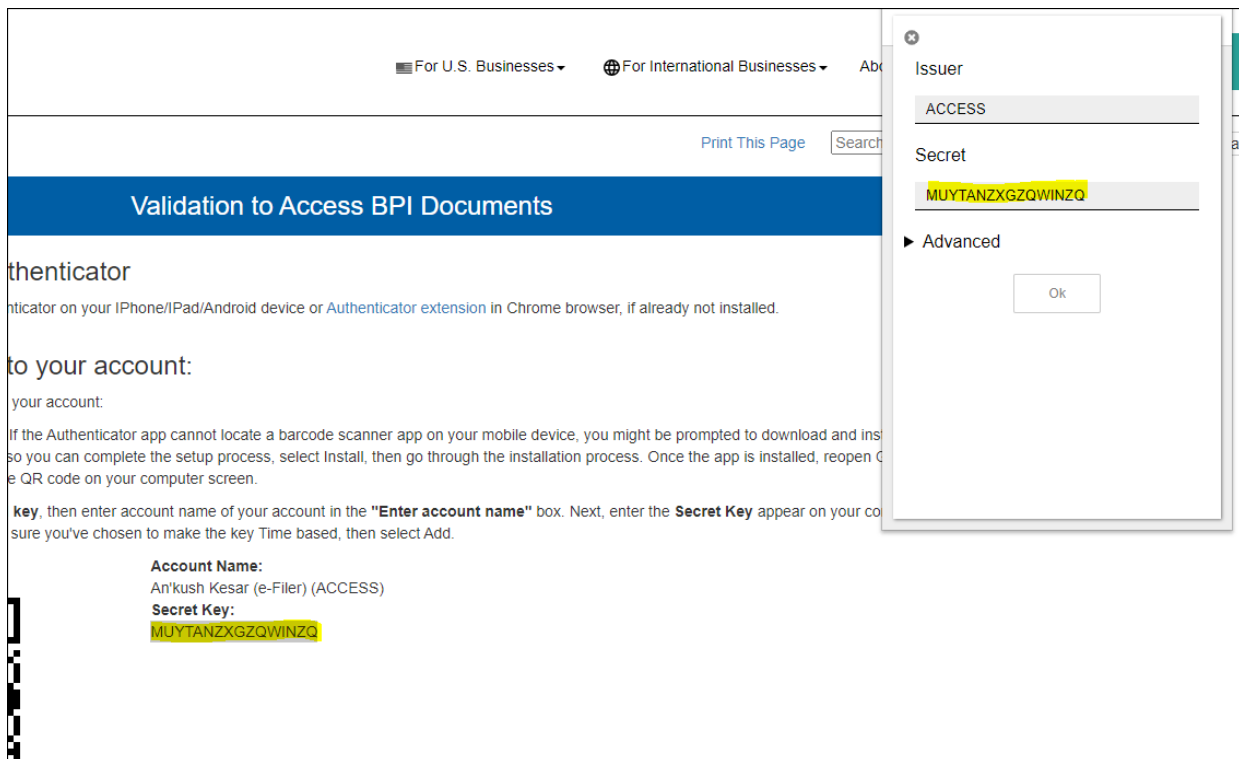 For U.S. Businesses
For International Businesses
Print This Page
Search
Validation to Access BPI Documents
thenticator
nticator on your IPhone/IPad/Android device or Authenticator extension in Chrome browser, if already not installed.
to your account:
your account:
If the Authenticator app cannot locate a barcode scanner app on your mobile device, you might be prompted to download and
so you can complete the setup process, select Install, then go through the installation process. Once the app is installed, reopen
e QR code on your computer screen.
key, then enter account name of your account in the "Enter account name" box. Next, enter the Secret Key appear on your
sure you've chosen to make the key Time based, then select Add.
Account Name:
An'kush Kesar (e-Filer) (ACCESS)
Secret Key:
MUYTANZXGZQWINZQ
Issuer
ACCESS
Secret
MUYTANZXGZQWINZQ
Advanced
Ok